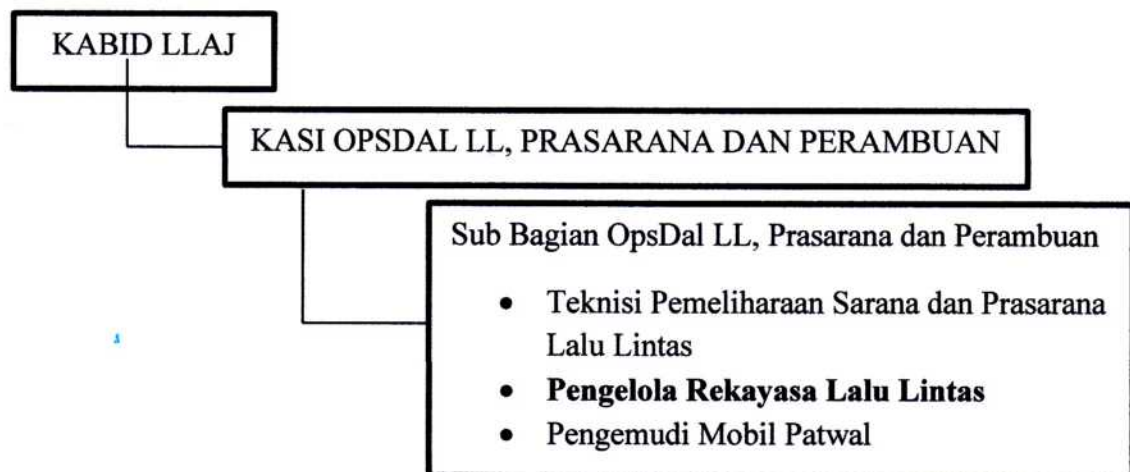 KABID LLAJ
KASI OPSDAL LL, PRASARANA DAN PERAMBUAN
Sub Bagian OpsDal LL, Prasarana dan Perambuan
• Teknisi Pemeliharaan Sarana dan Prasarana
Lalu Lintas
• Pengelola Rekayasa Lalu Lintas
• Pengemudi Mobil Patwal